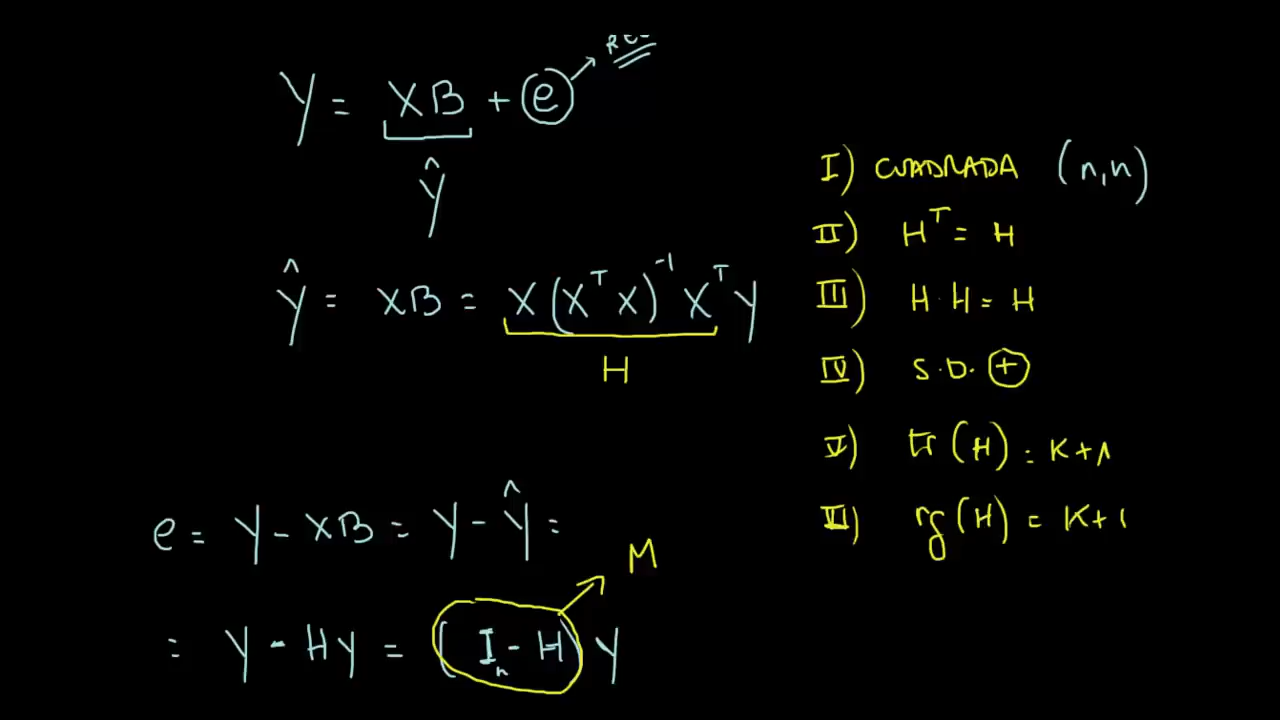 Y = XB + e
Ŷ
Ŷ = XB = X(XᵀX)⁻¹XᵀY
H
e = Y - XB = Y - Ŷ =
M
= Y - HY = (Iₙ - H) Y
I) CUADRADA (n,n)
II) Hᵀ = H
III) H·H = H
IV) S.D. +
V) tr(H) = K+1
VI) rg(H) = K+1